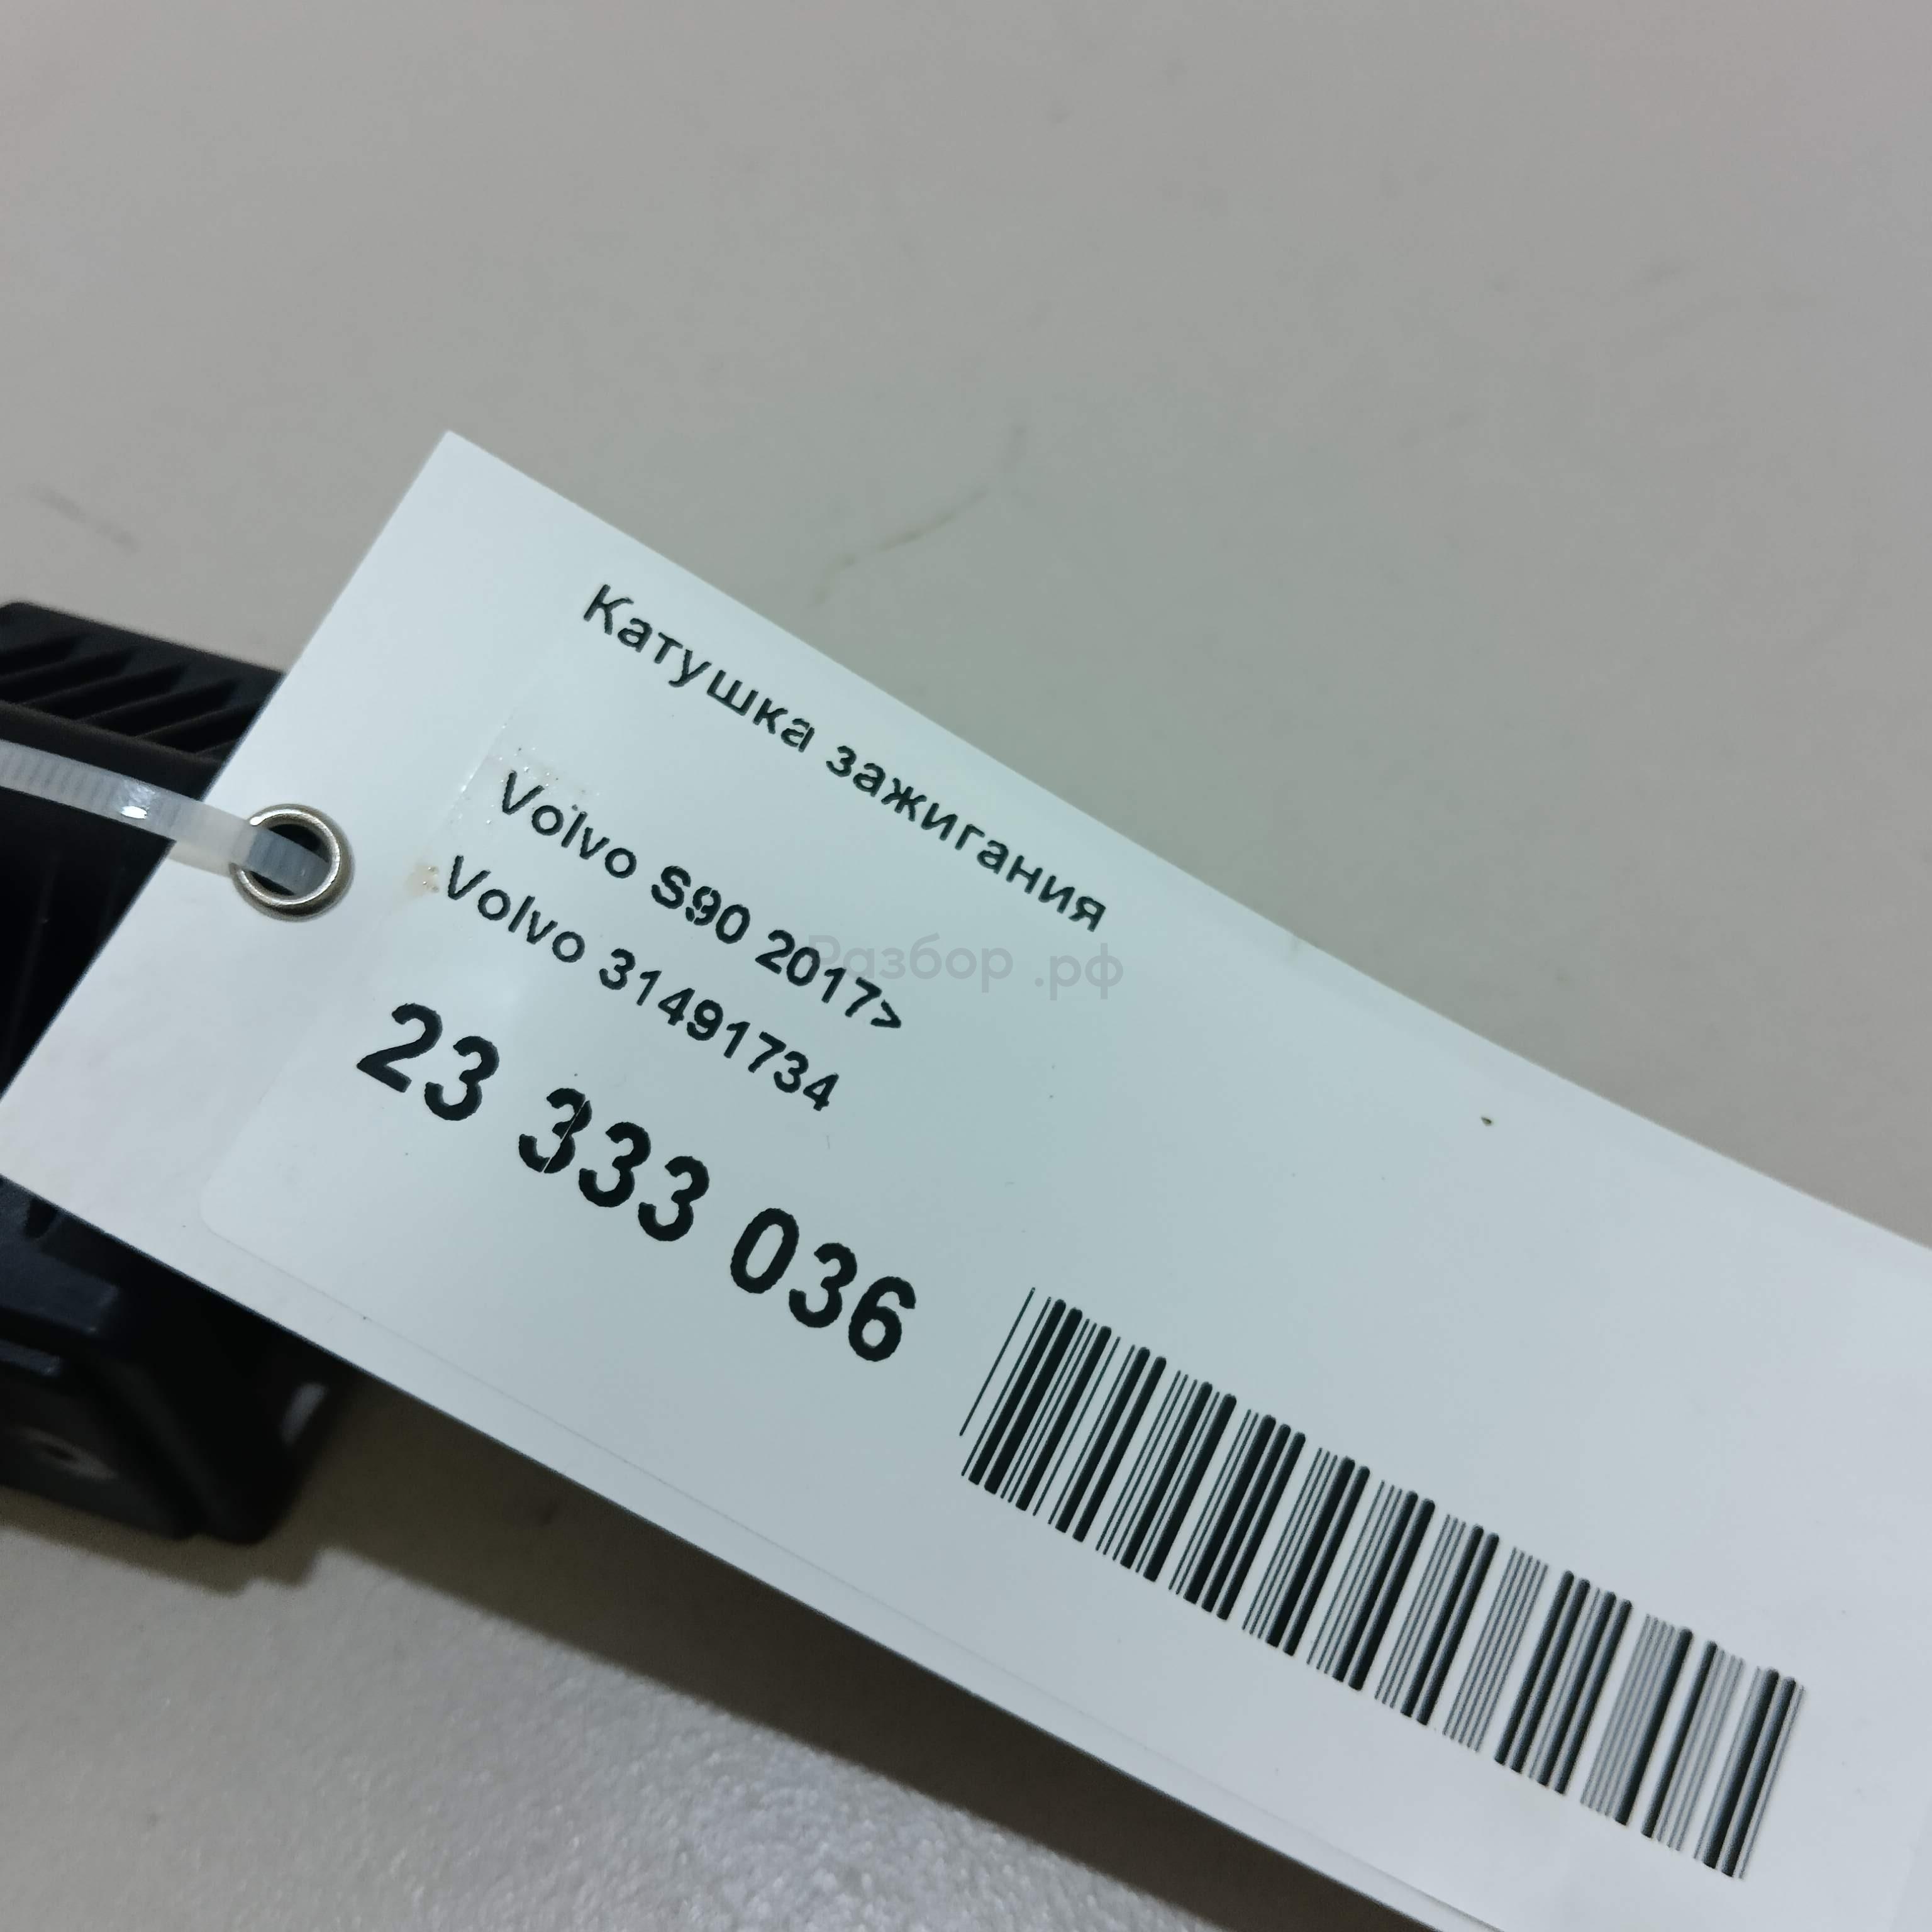 Катушка зажигания
Volvo S90 2017>
Volvo 31491734
23 333 036
Разбор.рф